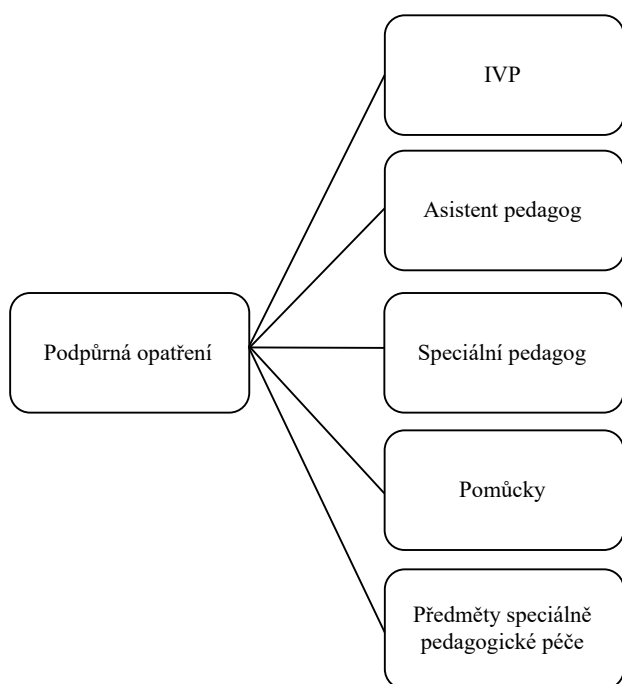 IVP
Asistent pedagog
Podpůrná opatření
Speciální pedagog
Pomůcky
Předměty speciálně
pedagogické péče